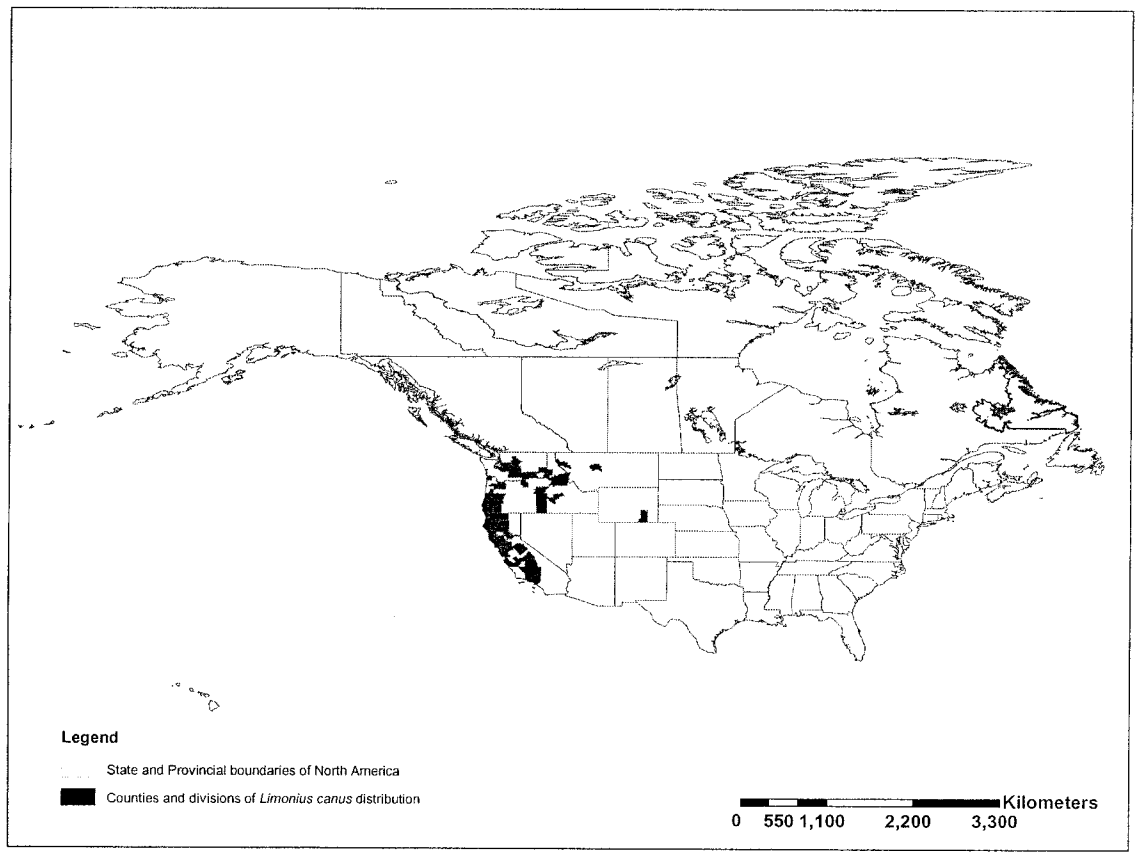 Legend
State and Provincial boundaries of North America
Counties and divisions of Limonius canus distribution
Kilometers
0 550 1,100 2,200 3,300